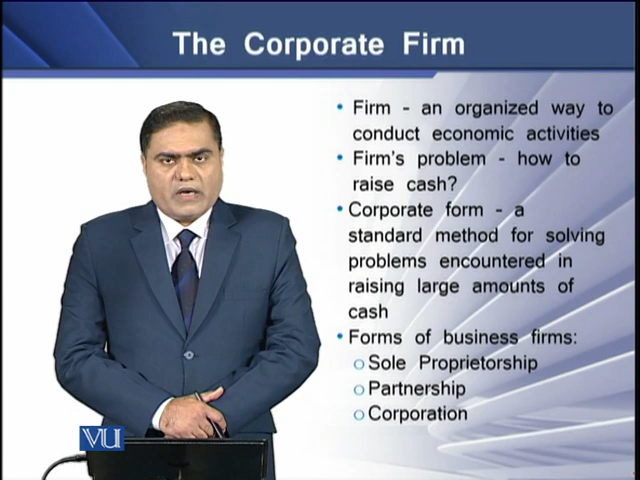 The Corporate Firm
• Firm - an organized way to
conduct economic activities
• Firm's problem - how to
raise cash?
• Corporate form - a
standard method for solving
problems encountered in
raising large amounts of
cash
• Forms of business firms:
o Sole Proprietorship
o Partnership
o Corporation
VU